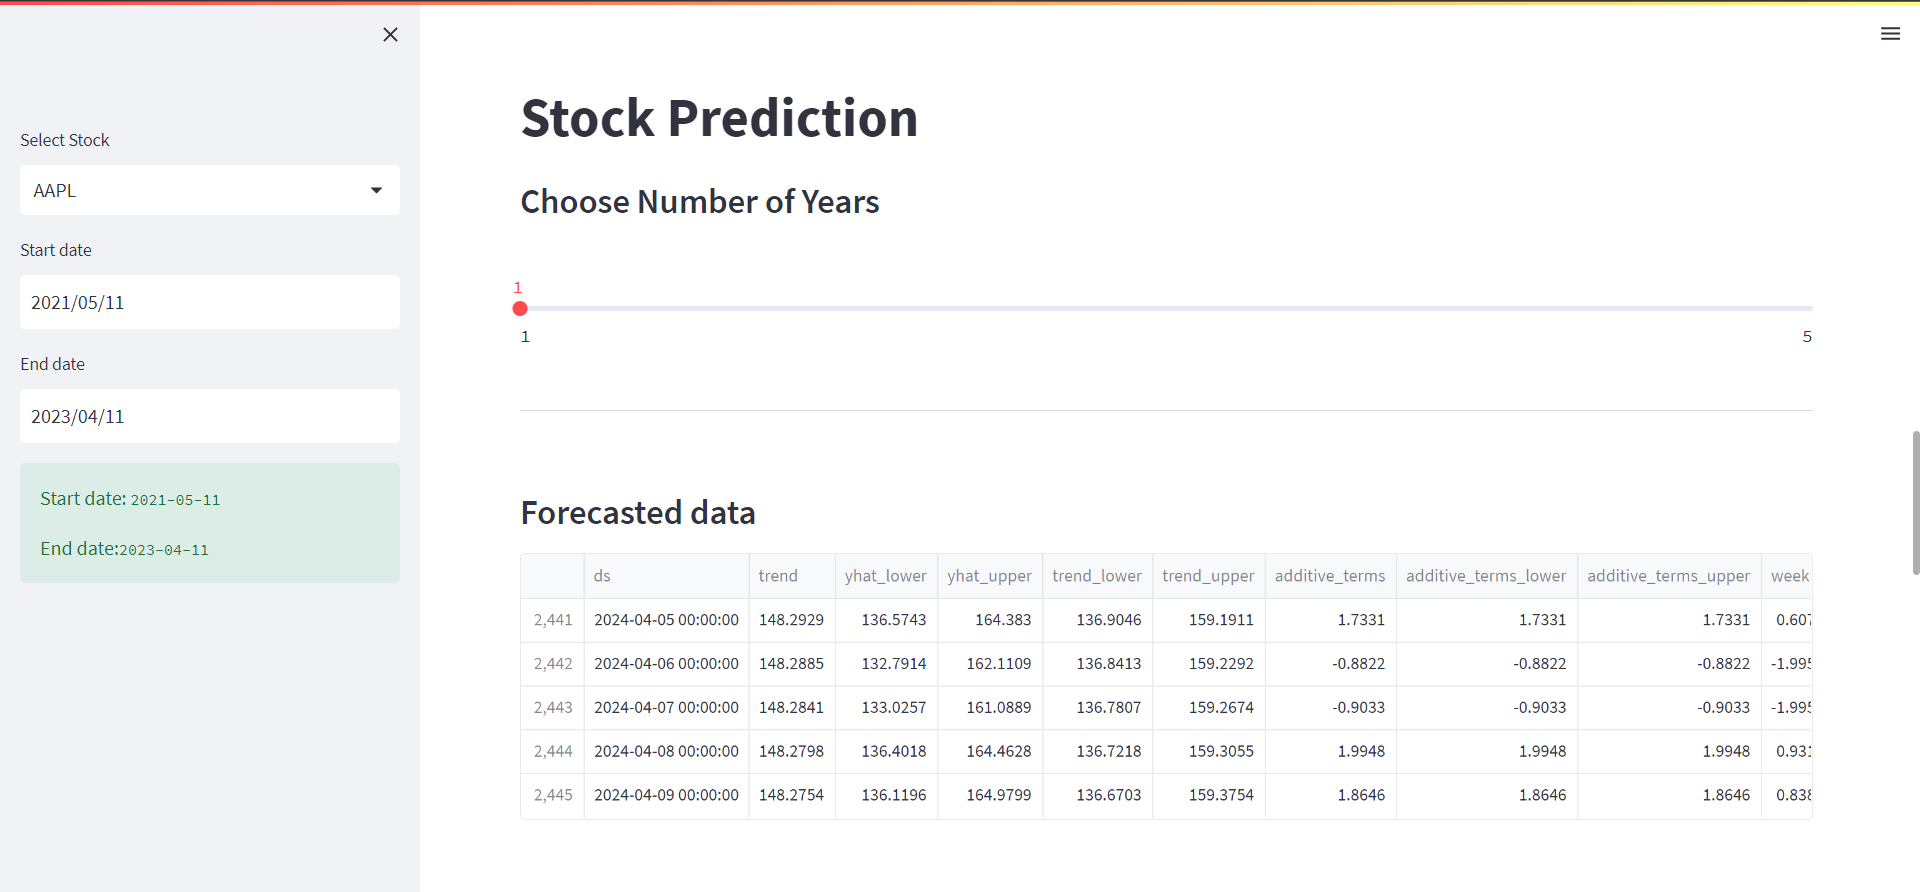 Select Stock
AAPL
Start date
2021/05/11
End date
2023/04/11
Start date: 2021-05-11
End date:2023-04-11
Stock Prediction
Choose Number of Years
1
1 5
Forecasted data
ds trend yhat_lower yhat_upper trend_lower trend_upper additive_terms additive_terms_lower additive_terms_upper week
2,441 2024-04-05 00:00:00 148.2929 136.5743 164.383 136.9046 159.1911 1.7331 1.7331 1.7331 0.607
2,442 2024-04-06 00:00:00 148.2885 132.7914 162.1109 136.8413 159.2292 -0.8822 -0.8822 -0.8822 -1.995
2,443 2024-04-07 00:00:00 148.2841 133.0257 161.0889 136.7807 159.2674 -0.9033 -0.9033 -0.9033 -1.995
2,444 2024-04-08 00:00:00 148.2798 136.4018 164.4628 136.7218 159.3055 1.9948 1.9948 1.9948 0.931
2,445 2024-04-09 00:00:00 148.2754 136.1196 164.9799 136.6703 159.3754 1.8646 1.8646 1.8646 0.838